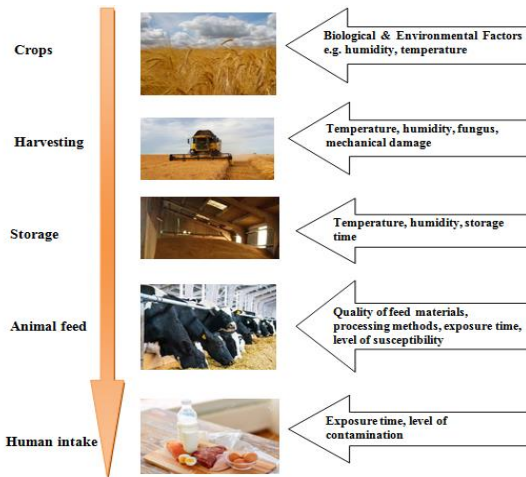 Crops
Biological & Environmental Factors
e.g. humidity, temperature
Harvesting
Temperature, humidity, fungus,
mechanical damage
Storage
Temperature, humidity, storage
time
Animal feed
Quality of feed materials,
processing methods, exposure time,
level of susceptibility
Human intake
Exposure time, level of
contamination